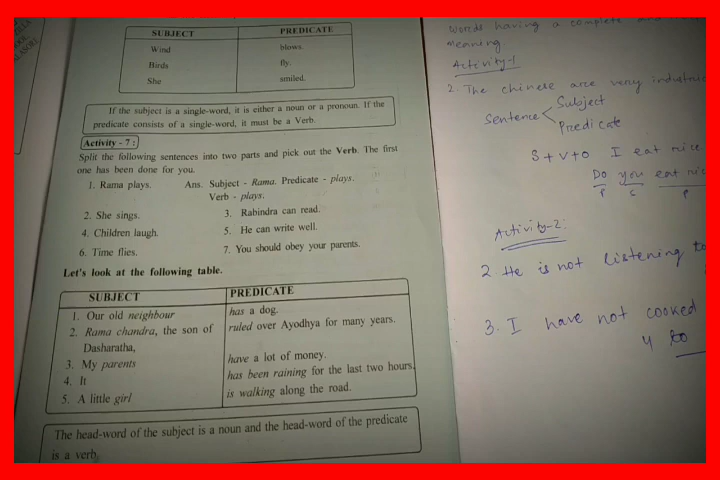 SUBJECT PREDICATE
Wind blows.
Birds fly.
She smiled.
If the subject is a single-word, it is either a noun or a pronoun. If the
predicate consists of a single-word, it must be a Verb.
Activity - 7 :
Split the following sentences into two parts and pick out the Verb. The first
one has been done for you.
1. Rama plays. Ans. Subject - Rama. Predicate - plays.
Verb - plays.
2. She sings. 3. Rabindra can read.
4. Children laugh. 5. He can write well.
6. Time flies. 7. You should obey your parents.
Let's look at the following table.
SUBJECT PREDICATE
1. Our old neighbour has a dog.
2. Rama chandra, the son of ruled over Ayodhya for many years.
Dasharatha,
3. My parents have a lot of money.
4. It has been raining for the last two hours.
5. A little girl is walking along the road.
The head-word of the subject is a noun and the head-word of the predicate
is a verb.
words having a complete
meaning.
Activity-1
2. The chinese are very
Sentence Subject
Predicate
S+V+O I eat rice
Do you eat
P S P
Activity-2:
2. He is not listening to
3. I have not cooked